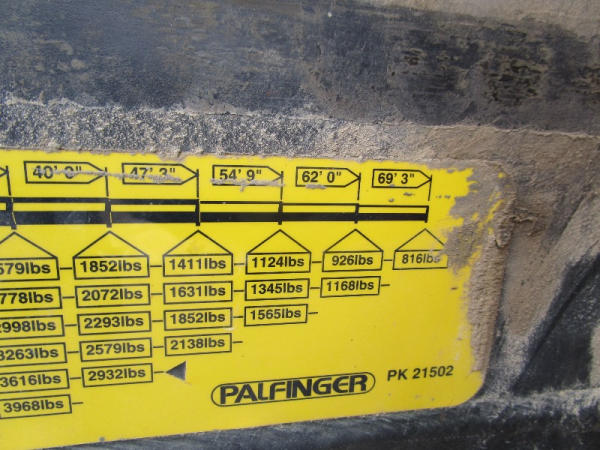 40' 0" 47' 3" 54' 9" 62' 0" 69' 3"
579lbs 1852lbs 1411lbs 1124lbs 926lbs 816lbs
778lbs 2072lbs 1631lbs 1345lbs 1168lbs
2998lbs 2293lbs 1852lbs 1565lbs
3263lbs 2579lbs 2138lbs
3616lbs 2932lbs
3968lbs
PALFINGER PK 21502